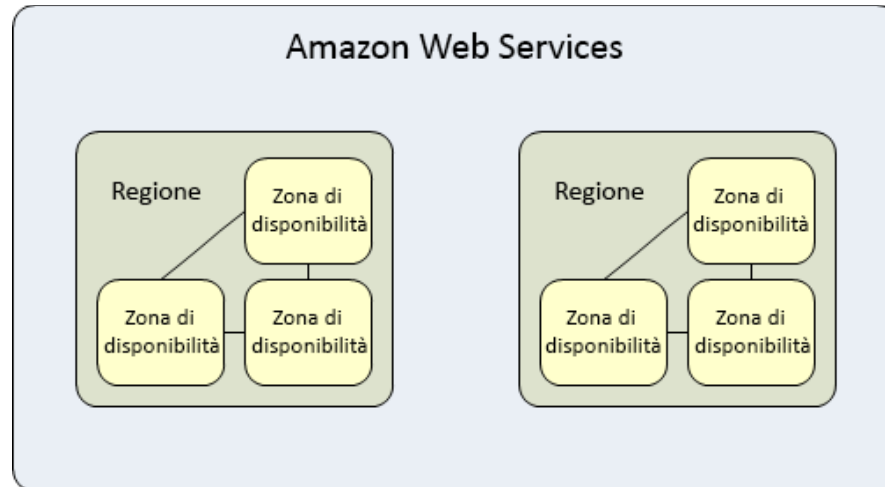 Amazon Web Services
Regione
Zona di
disponibilità
Zona di
disponibilità
Zona di
disponibilità
Regione
Zona di
disponibilità
Zona di
disponibilità
Zona di
disponibilità